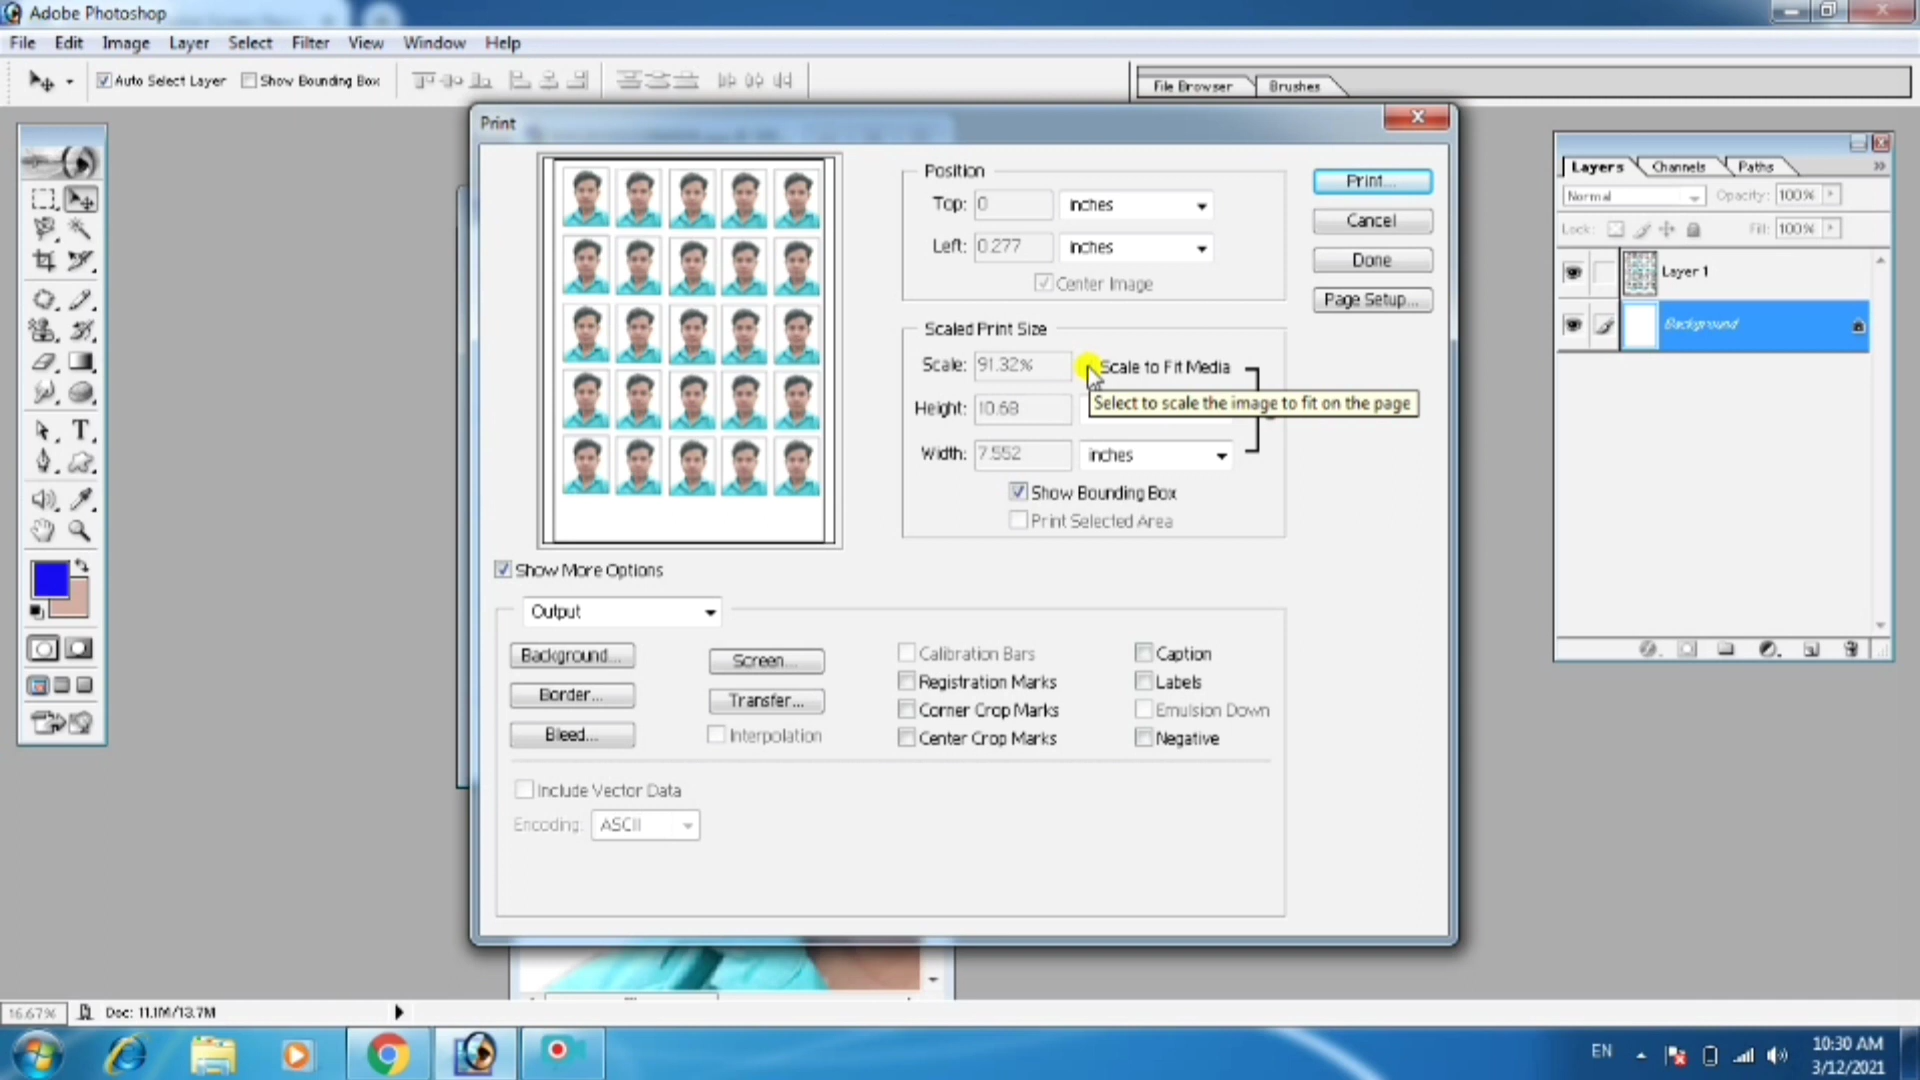 Adobe Photoshop
File Edit Image Layer Select Filter View Window Help
Auto Select Layer Show Bounding Box
File Browser Brushes
Print
Position
Top: 0 inches
Left: 0.277 inches
Center Image
Scaled Print Size
Scale: 91.32% Scale to Fit Media
Select to scale the image to fit on the page
Height: 10.68
Width: 7.552 inches
Show Bounding Box
Print Selected Area
Print...
Cancel
Done
Page Setup...
Show More Options
Output
Background... Screen... Calibration Bars Caption
Border... Transfer... Registration Marks Labels
Bleed... Interpolation Corner Crop Marks Emulsion Down
Center Crop Marks Negative
Include Vector Data
Encoding: ASCII
Layers Channels Paths
Normal Opacity: 100%
Lock: Fill: 100%
Layer 1
Background
16.67% Doc: 11.1M/13.7M
EN
10:30 AM
3/12/2021